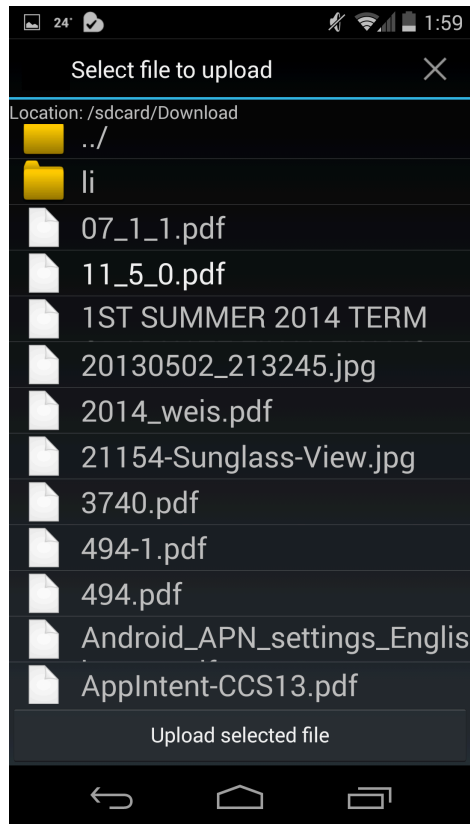 24° 1:59
Select file to upload
Location: /sdcard/Download
../
li
07_1_1.pdf
11_5_0.pdf
1ST SUMMER 2014 TERM
20130502_213245.jpg
2014_weis.pdf
21154-Sunglass-View.jpg
3740.pdf
494-1.pdf
494.pdf
Android_APN_settings_Englis
AppIntent-CCS13.pdf
Upload selected file